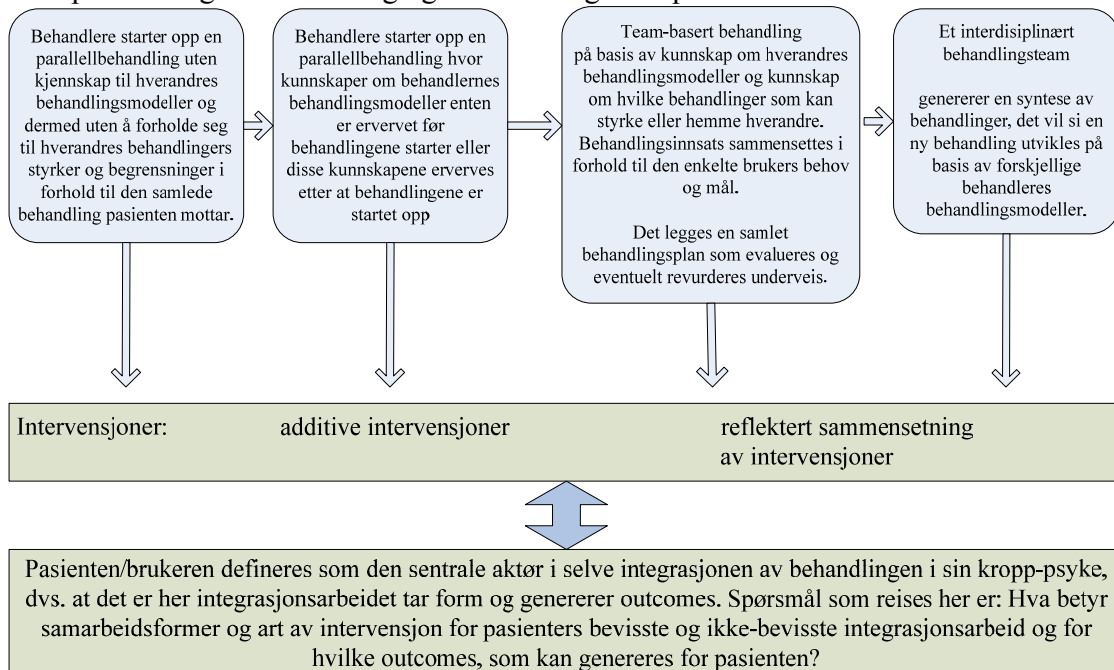 Behandlere starter opp en
parallellbehandling uten
kjennskap til hverandres
behandlingsmodeller og
dermed uten å forholde seg
til hverandres behandlingers
styrker og begrensninger i
forhold til den samlede
behandling pasienten mottar.
Behandlere starter opp en
parallellbehandling hvor
kunnskaper om behandlernes
behandlingsmodeller enten
er ervervet før
behandlingene starter eller
disse kunnskapene erverves
etter at behandlingene er
startet opp
Team-basert behandling
på basis av kunnskap om hverandres
behandlingsmodeller og kunnskap
om hvilke behandlinger som kan
styrke eller hemme hverandre.
Behandlingsinnsats sammensettes i
forhold til den enkelte brukers behov
og mål.
Det legges en samlet
behandlingsplan som evalueres og
eventuelt revurderes underveis.
Et interdisiplinært
behandlingsteam
genererer en syntese av
behandlinger, det vil si en
ny behandling utvikles på
basis av forskjellige
behandleres
behandlingsmodeller.
Intervensjoner: additive intervensjoner reflektert sammensetning
av intervensjoner
Pasienten/brukeren defineres som den sentrale aktør i selve integrasjonen av behandlingen i sin kropp-psyke,
dvs. at det er her integrasjonsarbeidet tar form og genererer outcomes. Spørsmål som reises her er: Hva betyr
samarbeidsformer og art av intervensjon for pasienters bevisste og ikke-bevisste integrasjonsarbeid og for
hvilke outcomes, som kan genereres for pasienten?